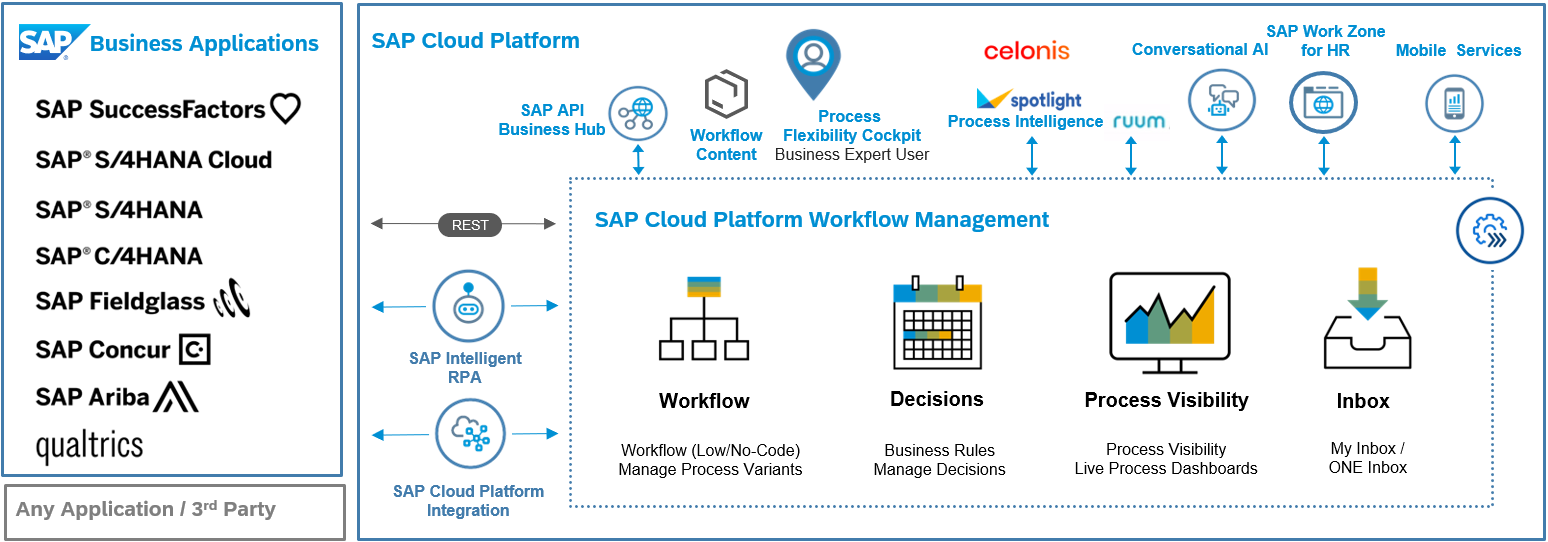 SAP® Business Applications
SAP SuccessFactors
SAP® S/4HANA Cloud
SAP® S/4HANA
SAP® C/4HANA
SAP Fieldglass
SAP Concur C
SAP Ariba
qualtrics
Any Application / 3rd Party
SAP Cloud Platform
SAP API
Business Hub
Workflow
Content
Process
Flexibility Cockpit
Business Expert User
celonis
spotlight
Process Intelligence
ruum
Conversational AI
SAP Work Zone
for HR
Mobile Services
REST
SAP Intelligent
RPA
SAP Cloud Platform
Integration
SAP Cloud Platform Workflow Management
Workflow
Workflow (Low/No-Code)
Manage Process Variants
Decisions
Business Rules
Manage Decisions
Process Visibility
Process Visibility
Live Process Dashboards
Inbox
My Inbox /
ONE Inbox